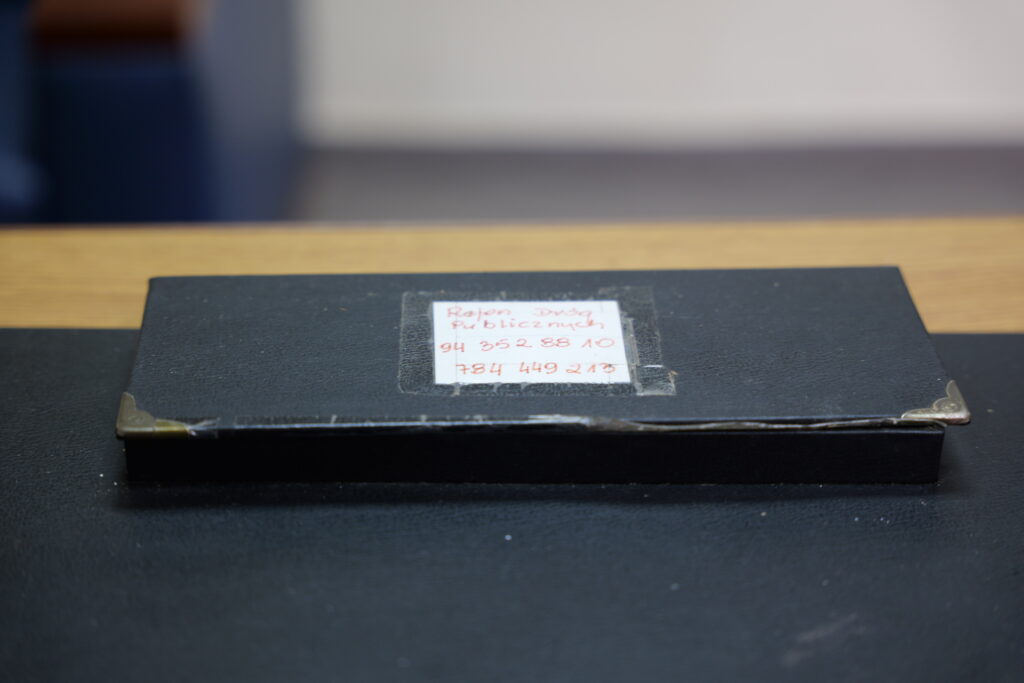 Rejon Dróg
Publicznych
94 352 88 10
784 449 213